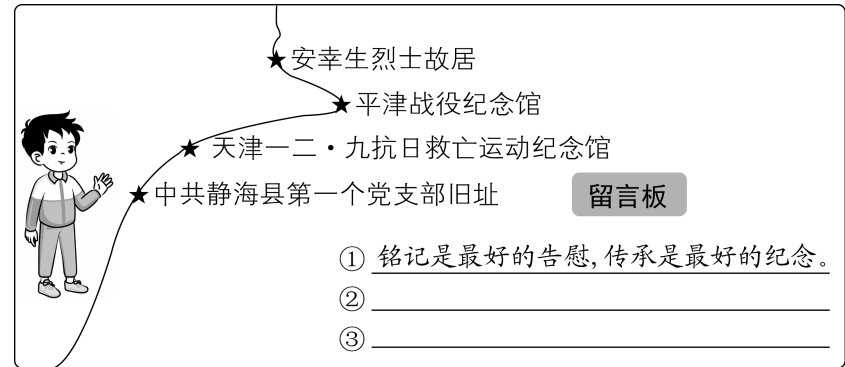 ★安幸生烈士故居
★平津战役纪念馆
★ 天津一二·九抗日救亡运动纪念馆
★中共静海县第一个党支部旧址
留言板
① 铭记是最好的告慰,传承是最好的纪念。
②
③